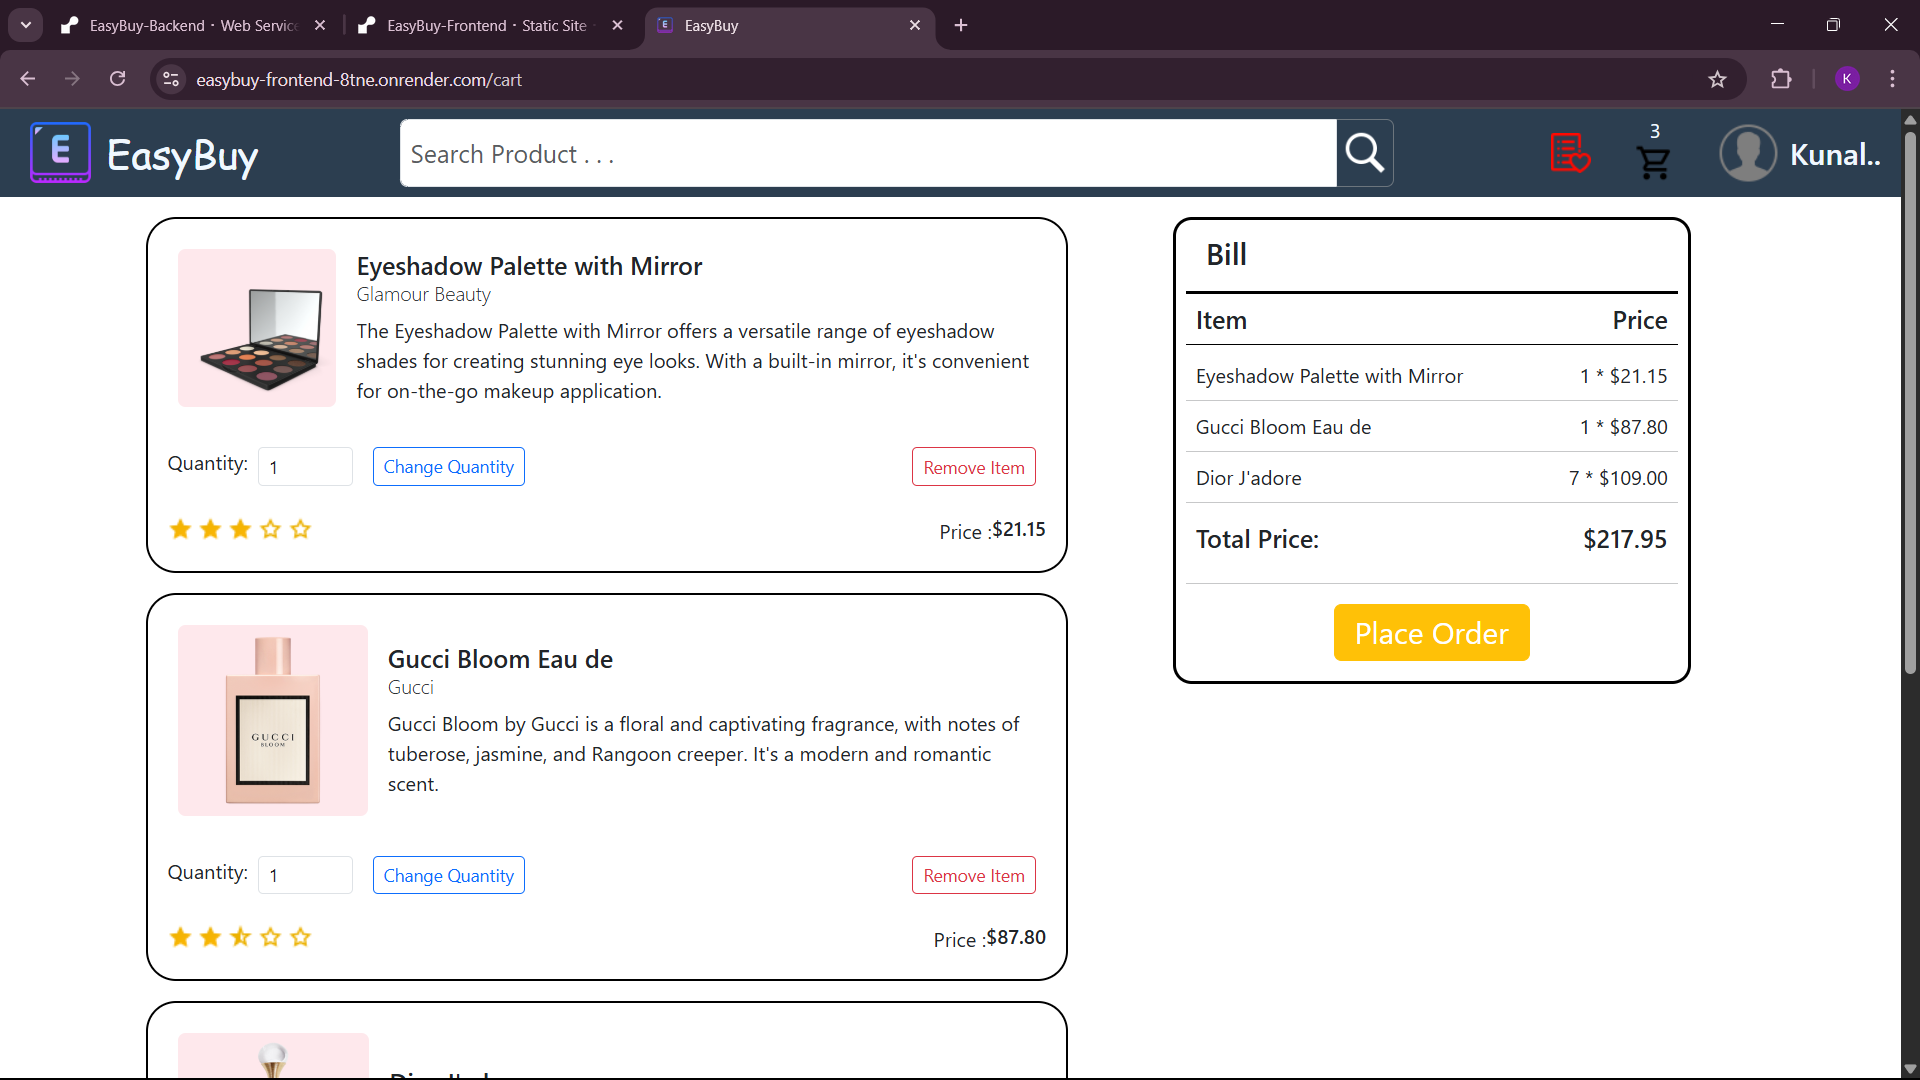 EasyBuy-Backend · Web Service
EasyBuy-Frontend · Static Site
EasyBuy
easybuy-frontend-8tne.onrender.com/cart
K
E
EasyBuy
Search Product . . .
3
Kunal..
Eyeshadow Palette with Mirror
Glamour Beauty
The Eyeshadow Palette with Mirror offers a versatile range of eyeshadow
shades for creating stunning eye looks. With a built-in mirror, it's convenient
for on-the-go makeup application.
Quantity: 1 Change Quantity Remove Item
Price :$21.15
GUCCI
BLOOM
Gucci Bloom Eau de
Gucci
Gucci Bloom by Gucci is a floral and captivating fragrance, with notes of
tuberose, jasmine, and Rangoon creeper. It's a modern and romantic
scent.
Quantity: 1 Change Quantity Remove Item
Price :$87.80
Bill
Item Price
Eyeshadow Palette with Mirror 1 * $21.15
Gucci Bloom Eau de 1 * $87.80
Dior J'adore 7 * $109.00
Total Price: $217.95
Place Order